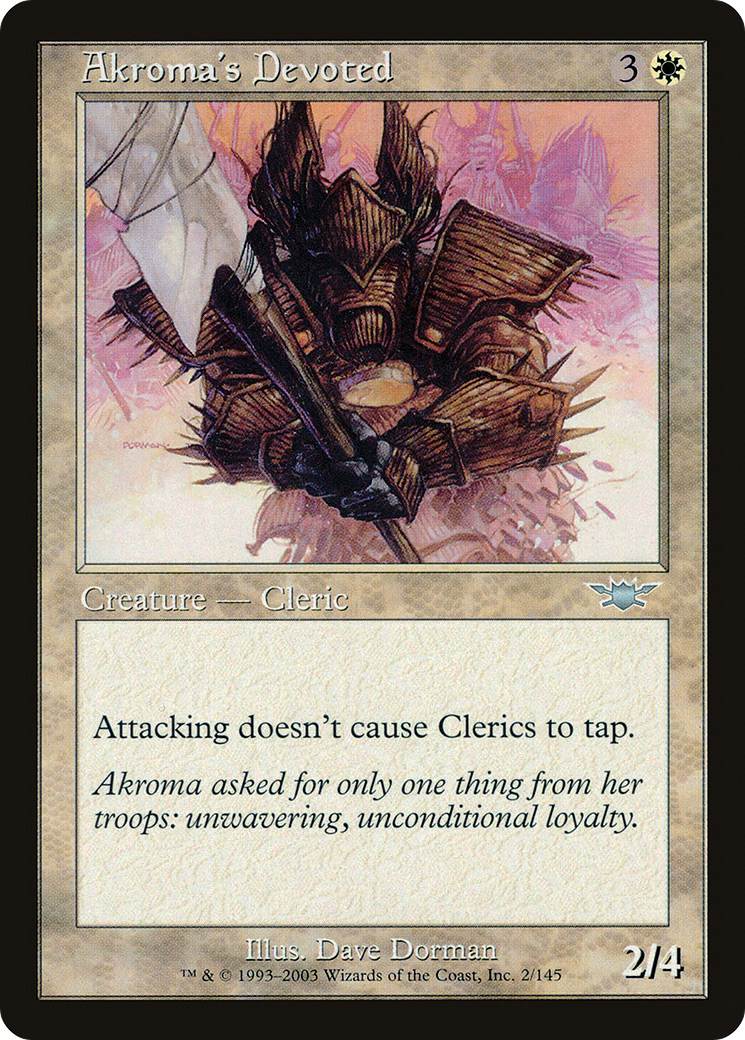 Akroma's Devoted 3
DORMAN
Creature — Cleric
Attacking doesn't cause Clerics to tap.
Akroma asked for only one thing from her
troops: unwavering, unconditional loyalty.
Illus. Dave Dorman
™ & © 1993–2003 Wizards of the Coast, Inc. 2/145
2/4